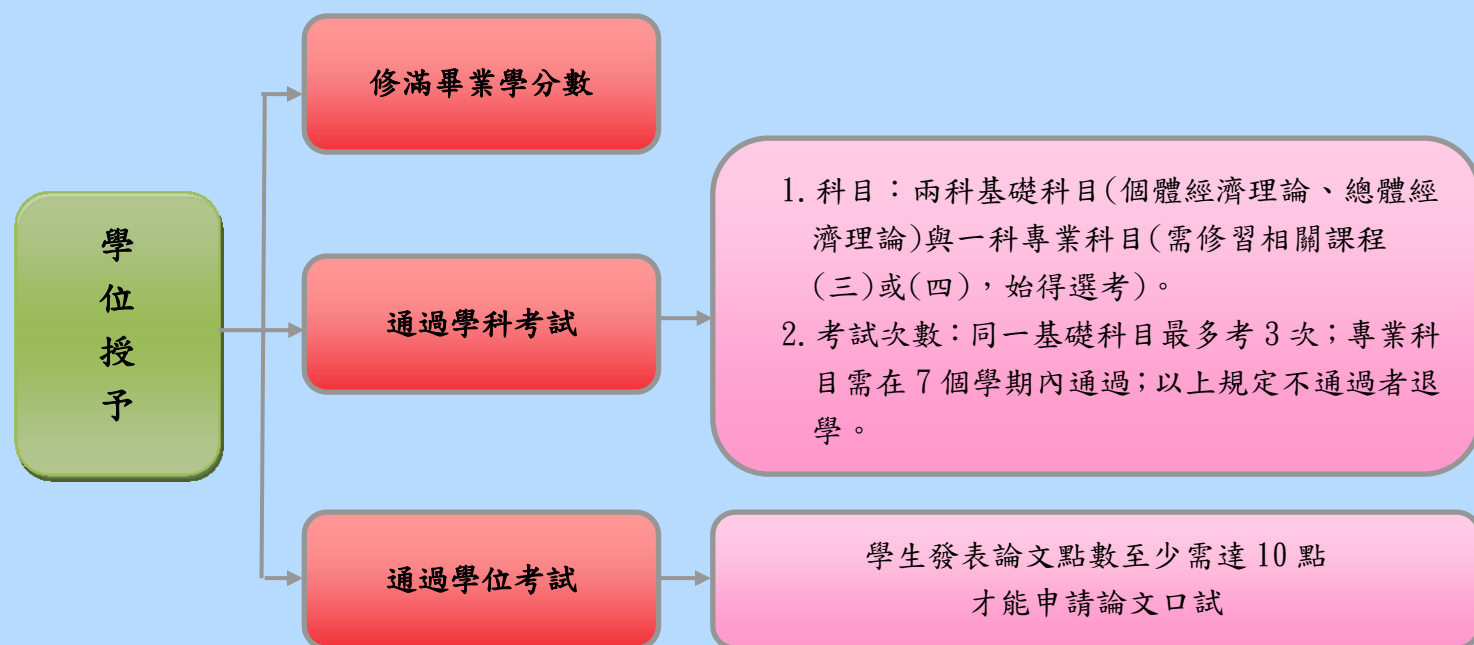 學
位
授
予
修滿畢業學分數
通過學科考試
1. 科目：兩科基礎科目(個體經濟理論、總體經
濟理論)與一科專業科目(需修習相關課程
(三)或(四)，始得選考)。
2. 考試次數：同一基礎科目最多考 3 次；專業科
目需在 7 個學期內通過；以上規定不通過者退
學。
通過學位考試
學生發表論文點數至少需達 10 點
才能申請論文口試